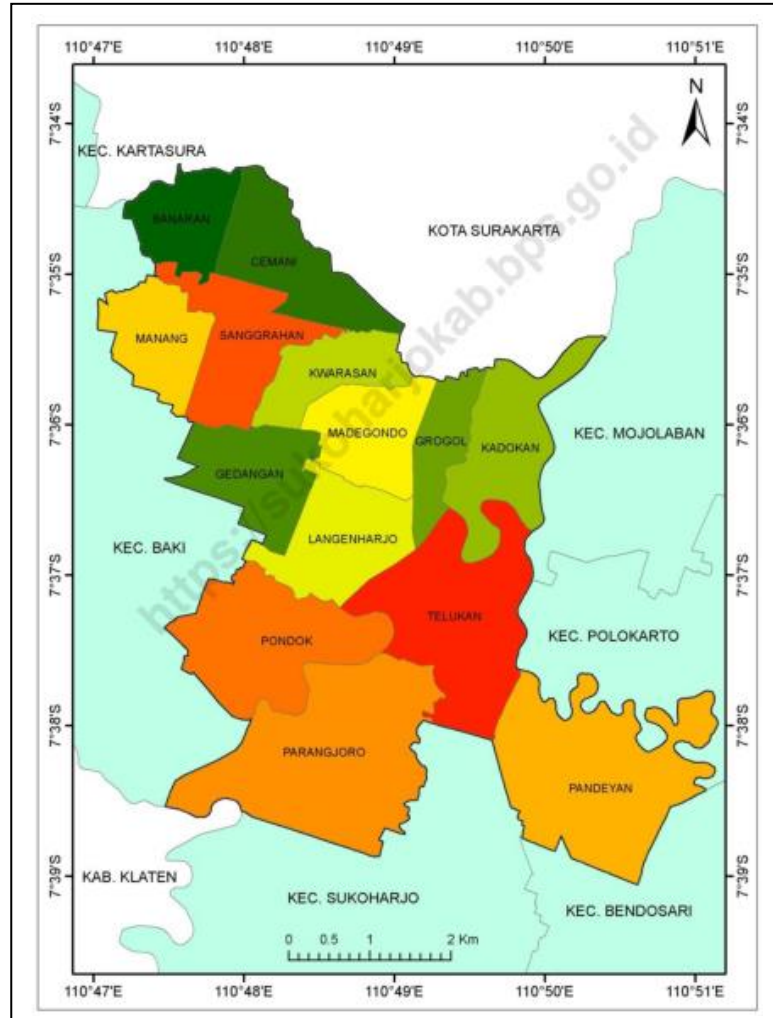 110°47'E 110°48'E 110°49'E 110°50'E 110°51'E
N
7°34'S 7°34'S
KEC. KARTASURA
BANARAN
KOTA SURAKARTA
CEMANI
7°35'S 7°35'S
MANANG
SANGGRAHAN
KWARASAN
7°36'S 7°36'S
MADEGONDO
GROGOL
KADOKAN
KEC. MOJOLABAN
GEDANGAN
LANGENHARJO
KEC. BAKI
7°37'S 7°37'S
TELUKAN
PONDOK
KEC. POLOKARTO
7°38'S 7°38'S
PARANGJORO
PANDEYAN
KAB. KLATEN
7°39'S 7°39'S
KEC. SUKOHARJO
KEC. BENDOSARI
0 0.5 1 2 Km
110°47'E 110°48'E 110°49'E 110°50'E 110°51'E
https://sukoharjokab.bps.go.id